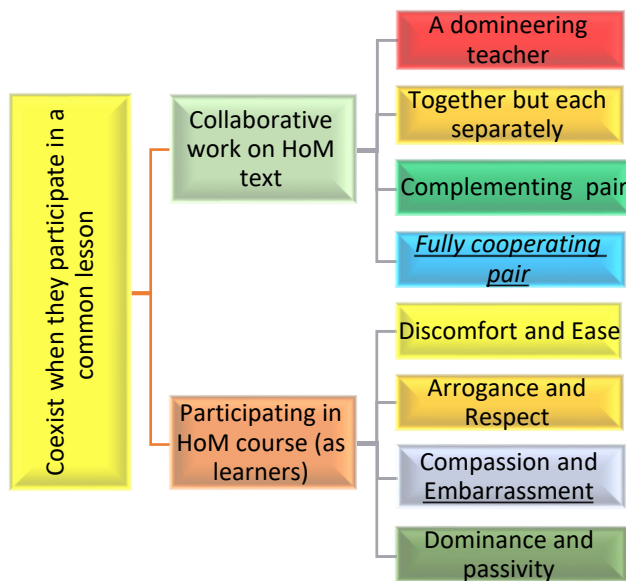 Coexist when they participate in a
common lesson
Collaborative
work on HoM
text
A domineering
teacher
Together but each
separately
Complementing pair
Fully cooperating
pair
Participating in
HoM course (as
learners)
Discomfort and Ease
Arrogance and
Respect
Compassion and
Embarrassment
Dominance and
passivity